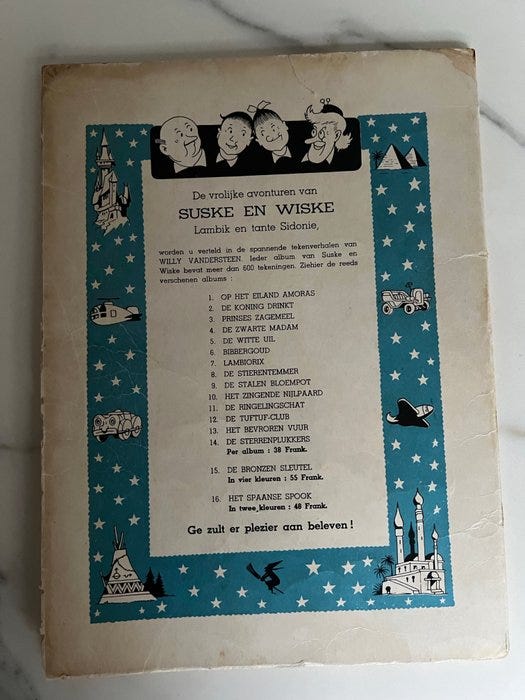 De vrolijke avonturen van
SUSKE EN WISKE
Lambik en tante Sidonie,
worden u verteld in de spannende tekenverhalen van
WILLY VANDERSTEEN. Ieder album van Suske en
Wiske bevat meer dan 600 tekeningen. Ziehier de reeds
verschenen albums :
1. OP HET EILAND AMORAS
2. DE KONING DRINKT
3. PRINSES ZAGEMEEL
4. DE ZWARTE MADAM
5. DE WITTE UIL
6. BIBBERGOUD
7. LAMBIORIX
8. DE STIERENTEMMER
9. DE STALEN BLOEMPOT
10. HET ZINGENDE NIJLPAARD
11. DE RINGELINGSCHAT
12. DE TUFTUF-CLUB
13. HET BEVROREN VUUR
14. DE STERRENPLUKKERS
Per album : 38 Frank.
15. DE BRONZEN SLEUTEL
In vier kleuren : 55 Frank.
16. HET SPAANSE SPOOK
In twee kleuren : 48 Frank.
Ge zult er plezier aan beleven !